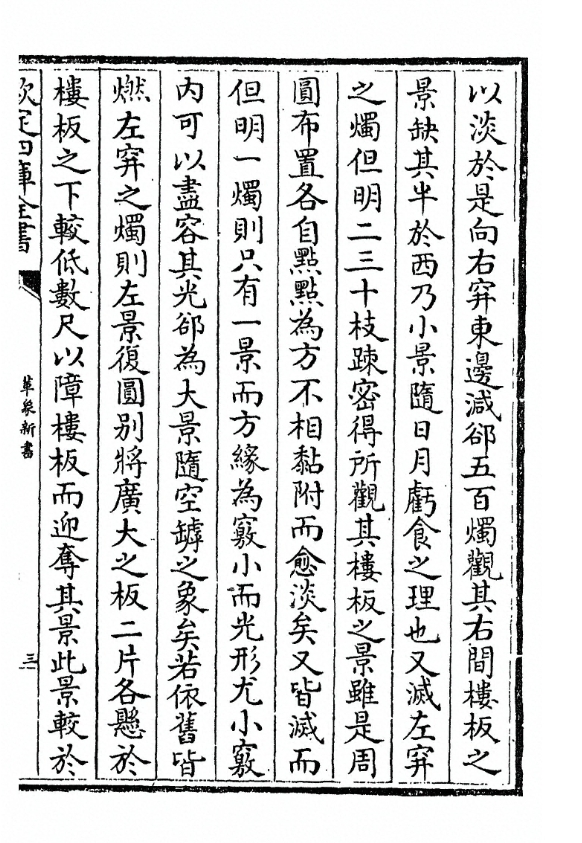 以淡於是向右穽東邊減郤五百燭觀其右間樓板之
景缺其半於西乃小景隨日月虧食之理也又滅左穽
之燭但明二三十枝疎密得所觀其樓板之景雖是周
圓布置各自點點為方不相黏附而愈淡矣又皆滅而
但明一燭則只有一景而方緣為竅小而光形尤小竅
內可以盡容其光郤為大景隨空罅之象矣若依舊皆
燃左穽之燭則左景復圓别將廣大之板二片各懸於
樓板之下較低數尺以障樓板而迎奪其景此景較於
欽定四庫全書
革象新書
三